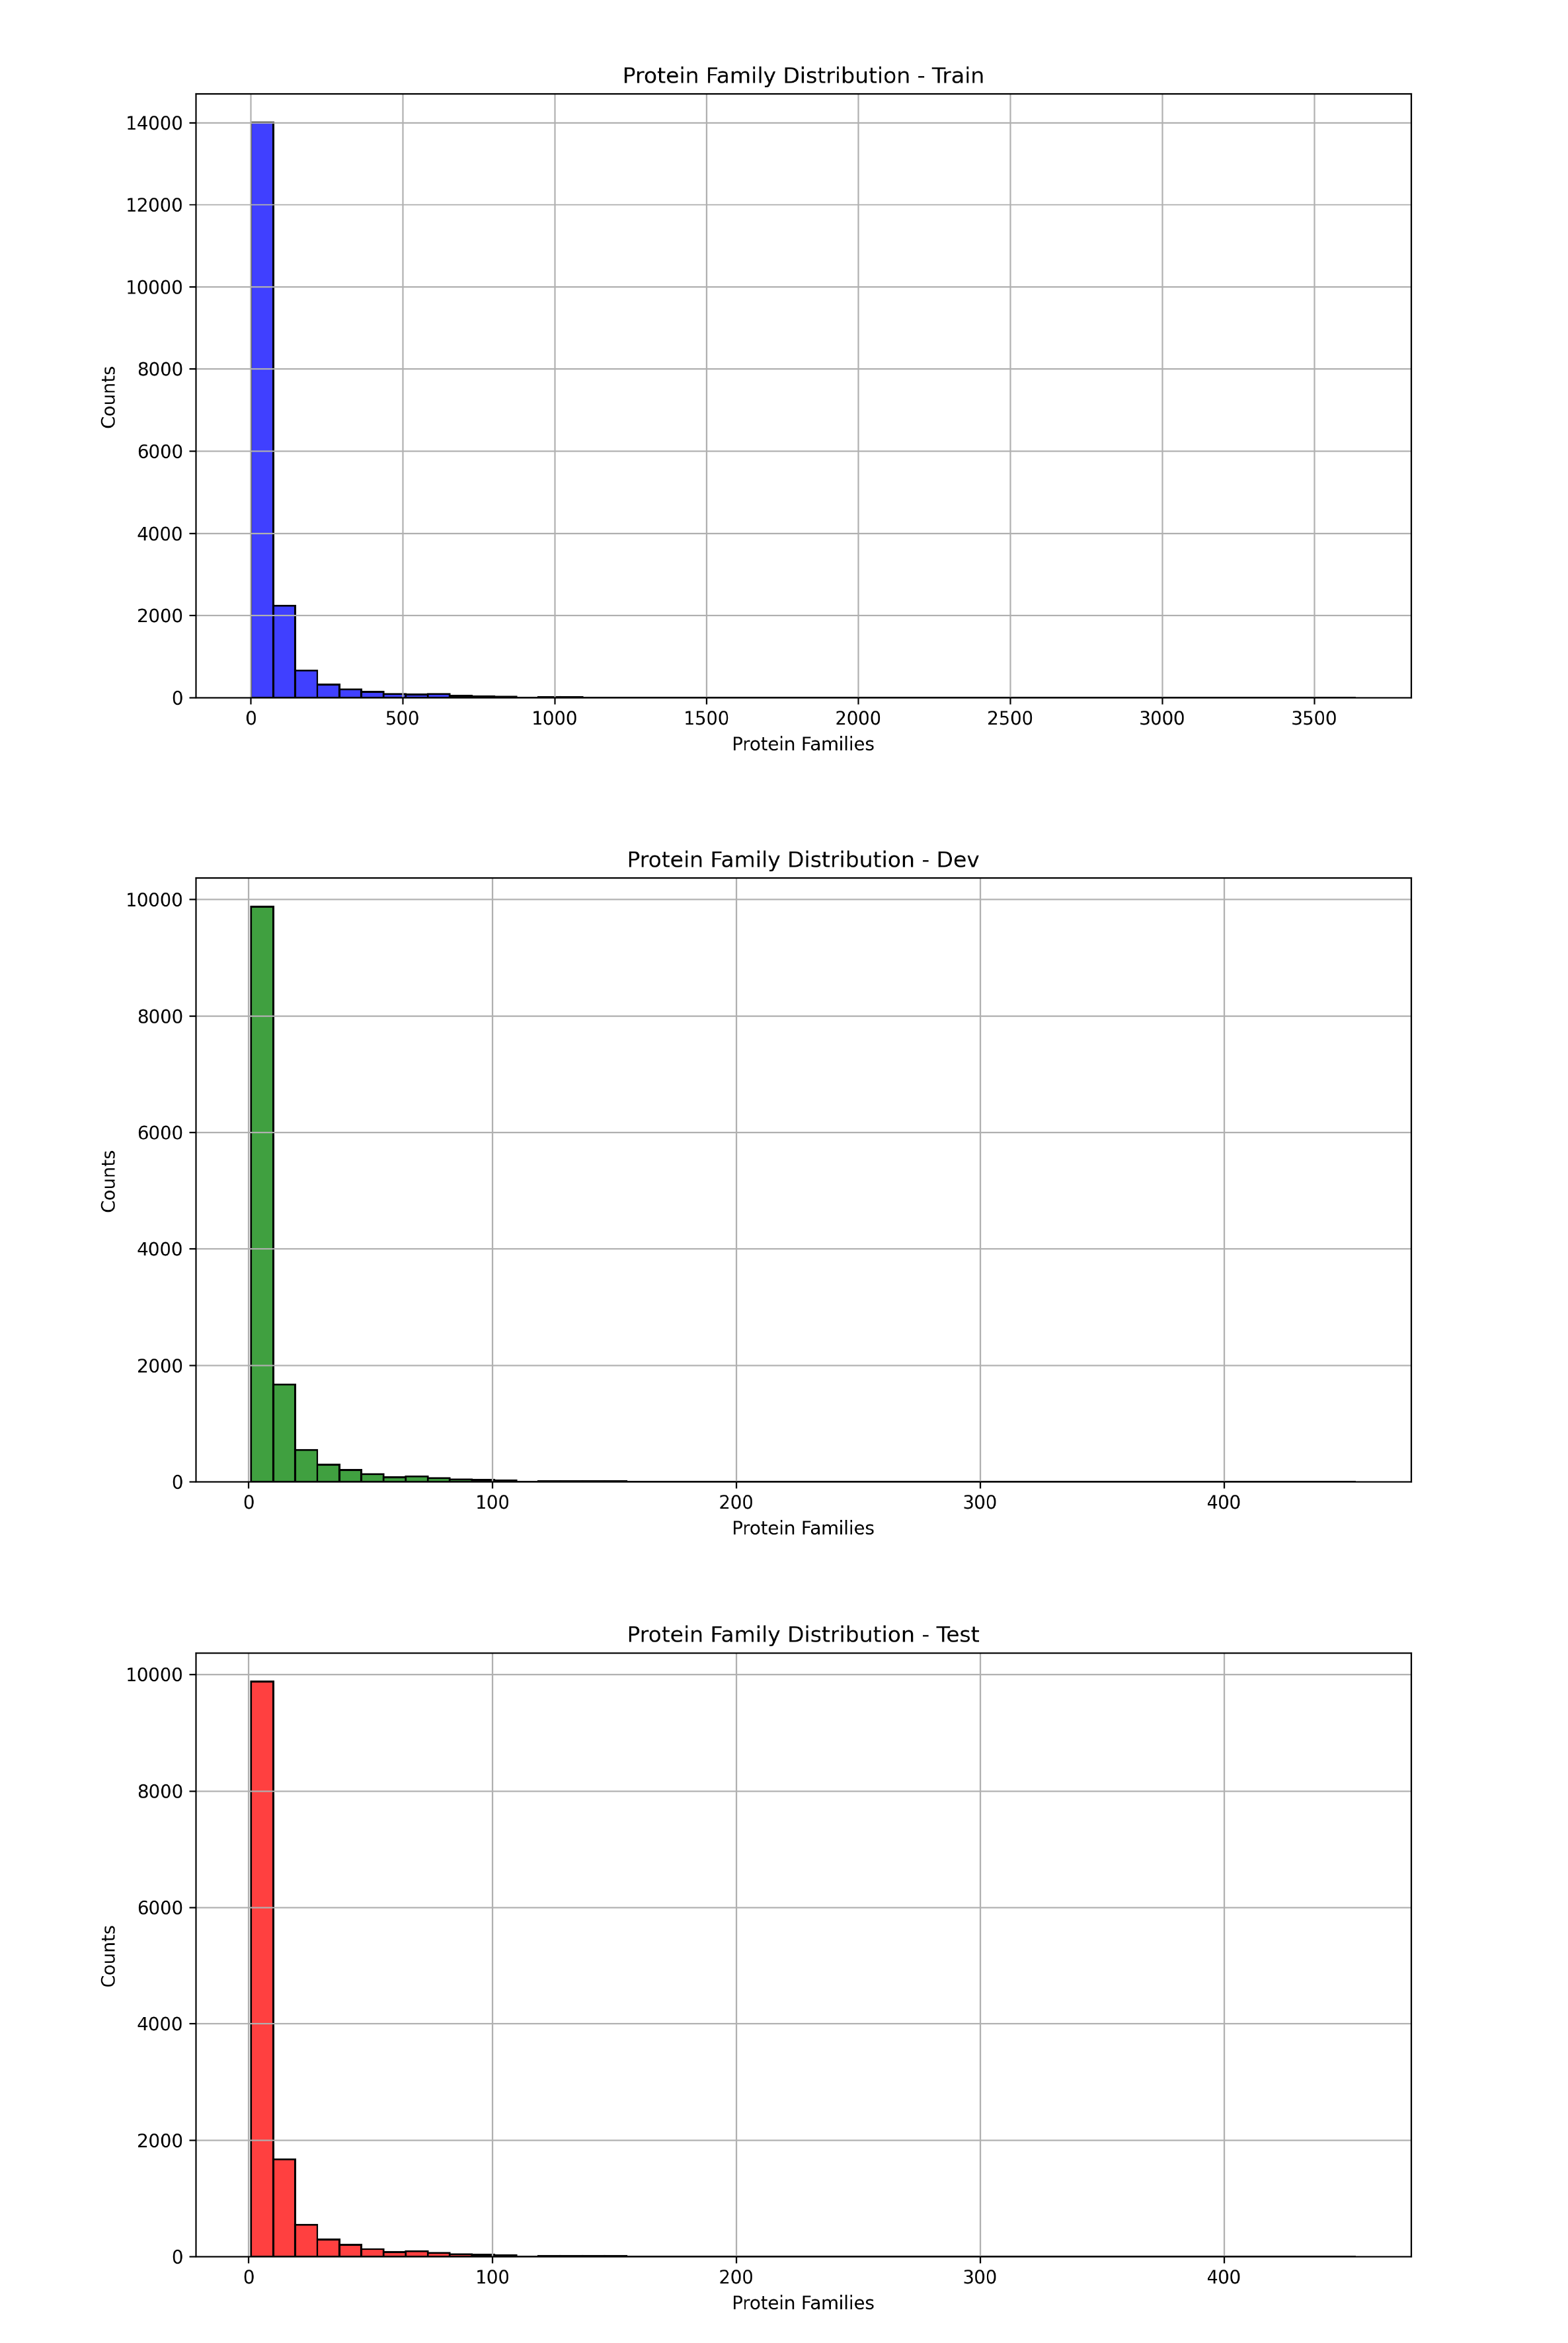 Protein Family Distribution - Train
14000
12000
10000
8000
6000
4000
2000
0
Counts
0 500 1000 1500 2000 2500 3000 3500
Protein Families
Protein Family Distribution - Dev
10000
8000
6000
4000
2000
0
Counts
0 100 200 300 400
Protein Families
Protein Family Distribution - Test
10000
8000
6000
4000
2000
0
Counts
0 100 200 300 400
Protein Families